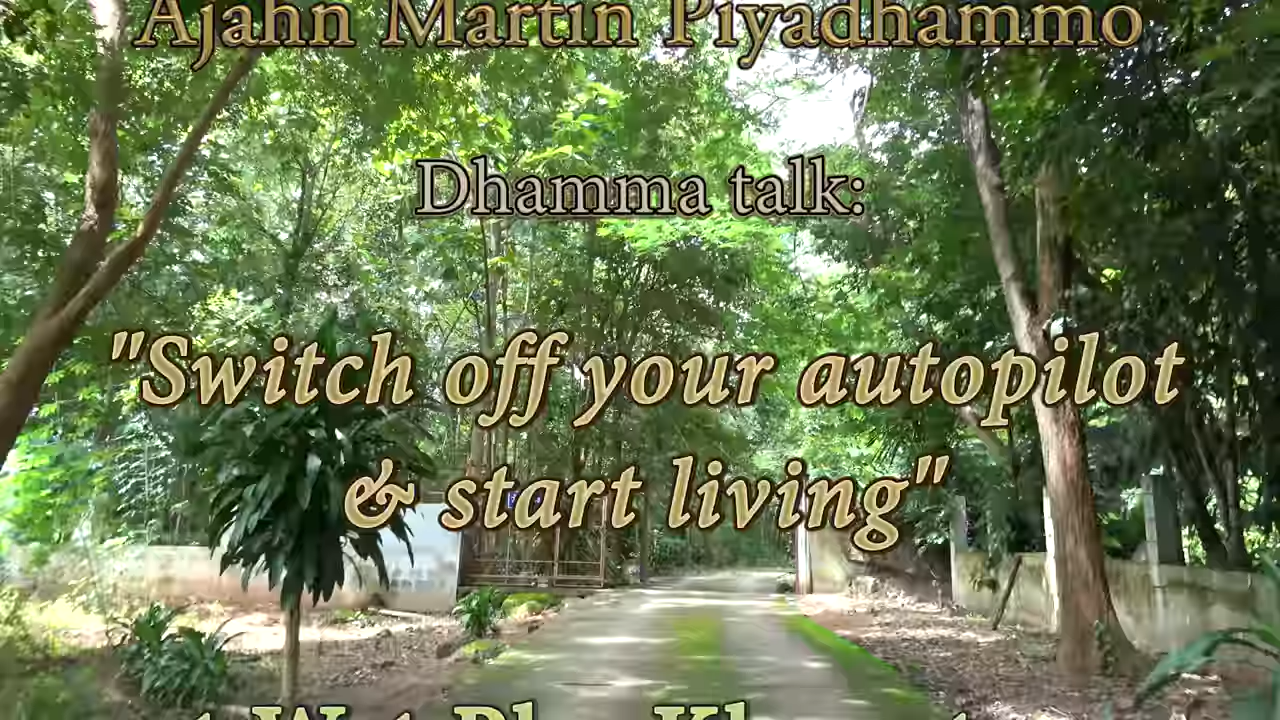 Ajahn Martin Piyadhammo
Dhamma talk:
"Switch off your autopilot
& start living"